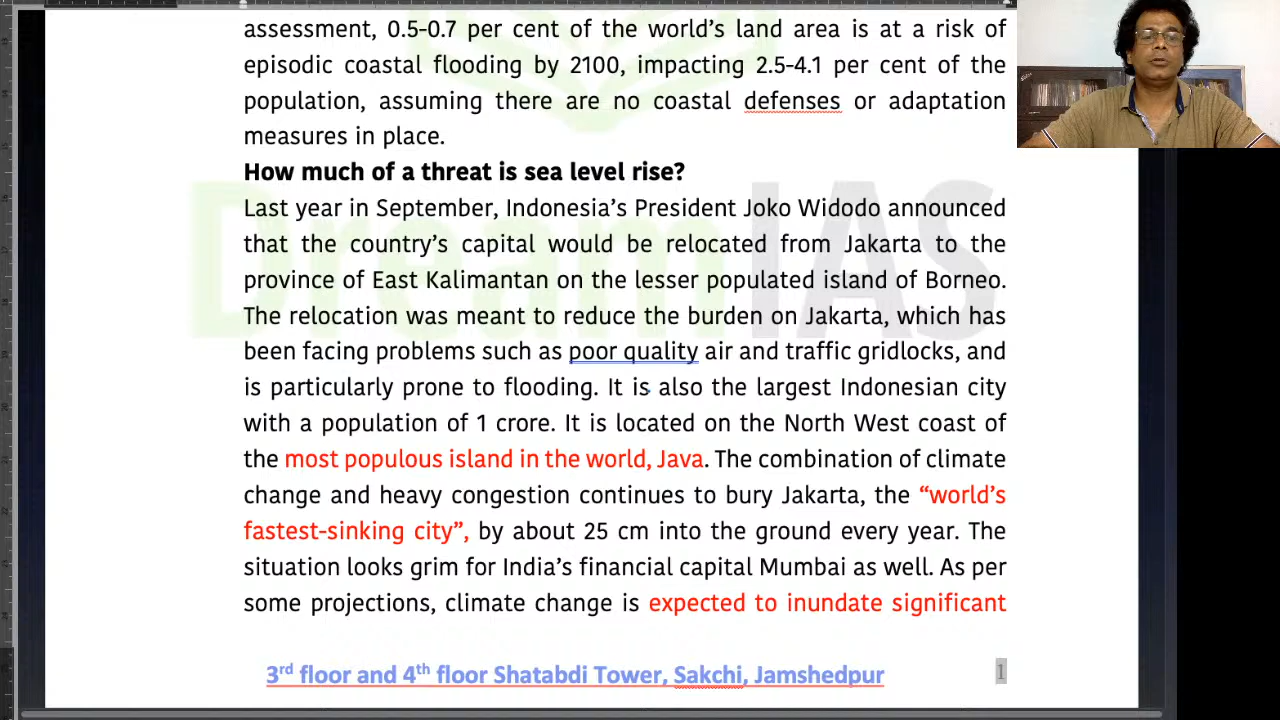 assessment, 0.5-0.7 per cent of the world’s land area is at a risk of
episodic coastal flooding by 2100, impacting 2.5-4.1 per cent of the
population, assuming there are no coastal defenses or adaptation
measures in place.
How much of a threat is sea level rise?
Last year in September, Indonesia’s President Joko Widodo announced
that the country’s capital would be relocated from Jakarta to the
province of East Kalimantan on the lesser populated island of Borneo.
The relocation was meant to reduce the burden on Jakarta, which has
been facing problems such as poor quality air and traffic gridlocks, and
is particularly prone to flooding. It is also the largest Indonesian city
with a population of 1 crore. It is located on the North West coast of
the most populous island in the world, Java. The combination of climate
change and heavy congestion continues to bury Jakarta, the “world’s
fastest-sinking city”, by about 25 cm into the ground every year. The
situation looks grim for India’s financial capital Mumbai as well. As per
some projections, climate change is expected to inundate significant
DreamIAS
3rd floor and 4th floor Shatabdi Tower, Sakchi, Jamshedpur
1